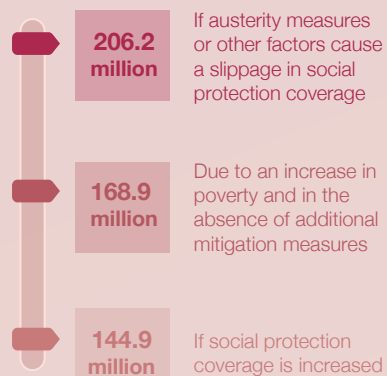 206.2
million
If austerity measures
or other factors cause
a slippage in social
protection coverage
168.9
million
Due to an increase in
poverty and in the
absence of additional
mitigation measures
144.9
million
If social protection
coverage is increased